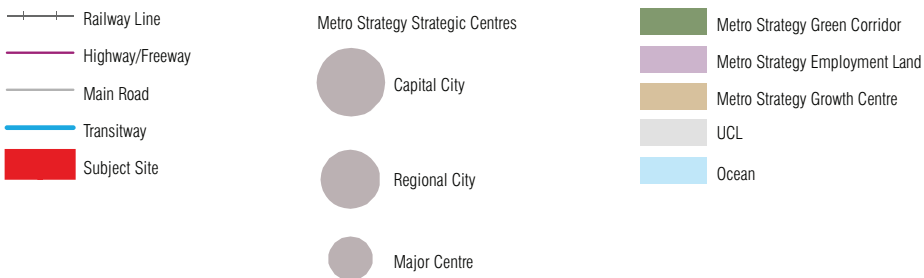 Railway Line
Highway/Freeway
Main Road
Transitway
Subject Site
Metro Strategy Strategic Centres
Capital City
Regional City
Major Centre
Metro Strategy Green Corridor
Metro Strategy Employment Land
Metro Strategy Growth Centre
UCL
Ocean